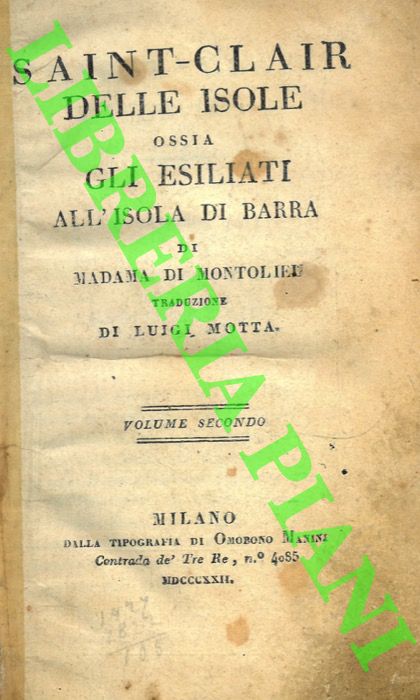 SAINT-CLAIR
DELLE ISOLE
OSSIA
GLI ESILIATI
ALL'ISOLA DI BARRA
DI
MADAMA DI MONTOLIEU
TRADUZIONE
DI LUIGI MOTTA.
VOLUME SECONDO
MILANO
DALLA TIPOGRAFIA DI OMOBONO MANINI
Contrada de' Tre Re, n.º 4085
MDCCCXXII.
LIBRERIA PIANI